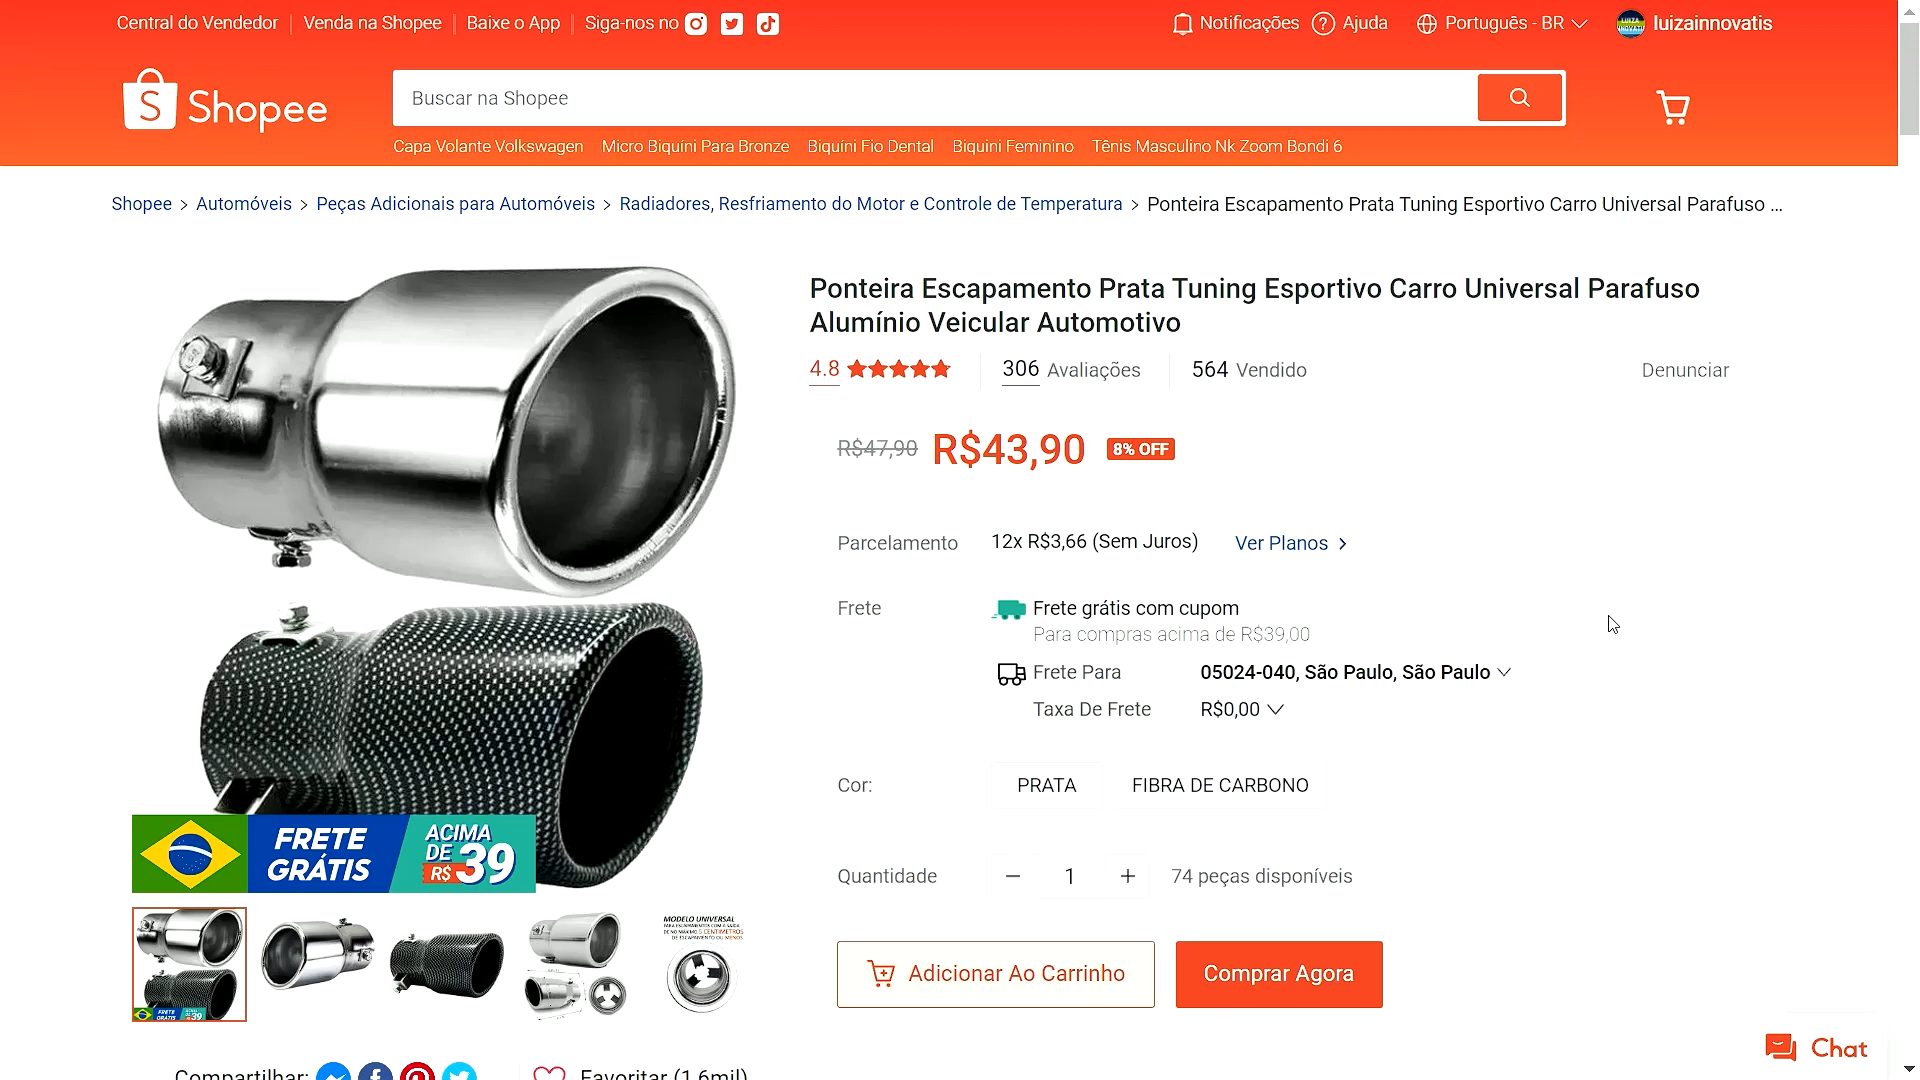 Central do Vendedor
Venda na Shopee
Baixe o App
Siga-nos no
Notificações
Ajuda
Português - BR
luizainnovatis
Shopee
Buscar na Shopee
Capa Volante Volkswagen Micro Biquíni Para Bronze Biquíni Fio Dental Biquini Feminino Tênis Masculino Nk Zoom Bondi 6
Shopee > Automóveis > Peças Adicionais para Automóveis > Radiadores, Resfriamento do Motor e Controle de Temperatura > Ponteira Escapamento Prata Tuning Esportivo Carro Universal Parafuso ...
Ponteira Escapamento Prata Tuning Esportivo Carro Universal Parafuso
Alumínio Veicular Automotivo
4.8
306 Avaliações
564 Vendido
Denunciar
R$47,90 R$43,90 8% OFF
Parcelamento 12x R$3,66 (Sem Juros) Ver Planos >
Frete Frete grátis com cupom
Para compras acima de R$39,00
Frete Para 05024-040, São Paulo, São Paulo
Taxa De Frete R$0,00
Cor: PRATA FIBRA DE CARBONO
Quantidade − 1 + 74 peças disponíveis
Adicionar Ao Carrinho
Comprar Agora
FRETE
GRÁTIS
ACIMA
DE
R$ 39
MODELO UNIVERSAL
Chat
Compartilhar:
Favoritar (1,6mil)